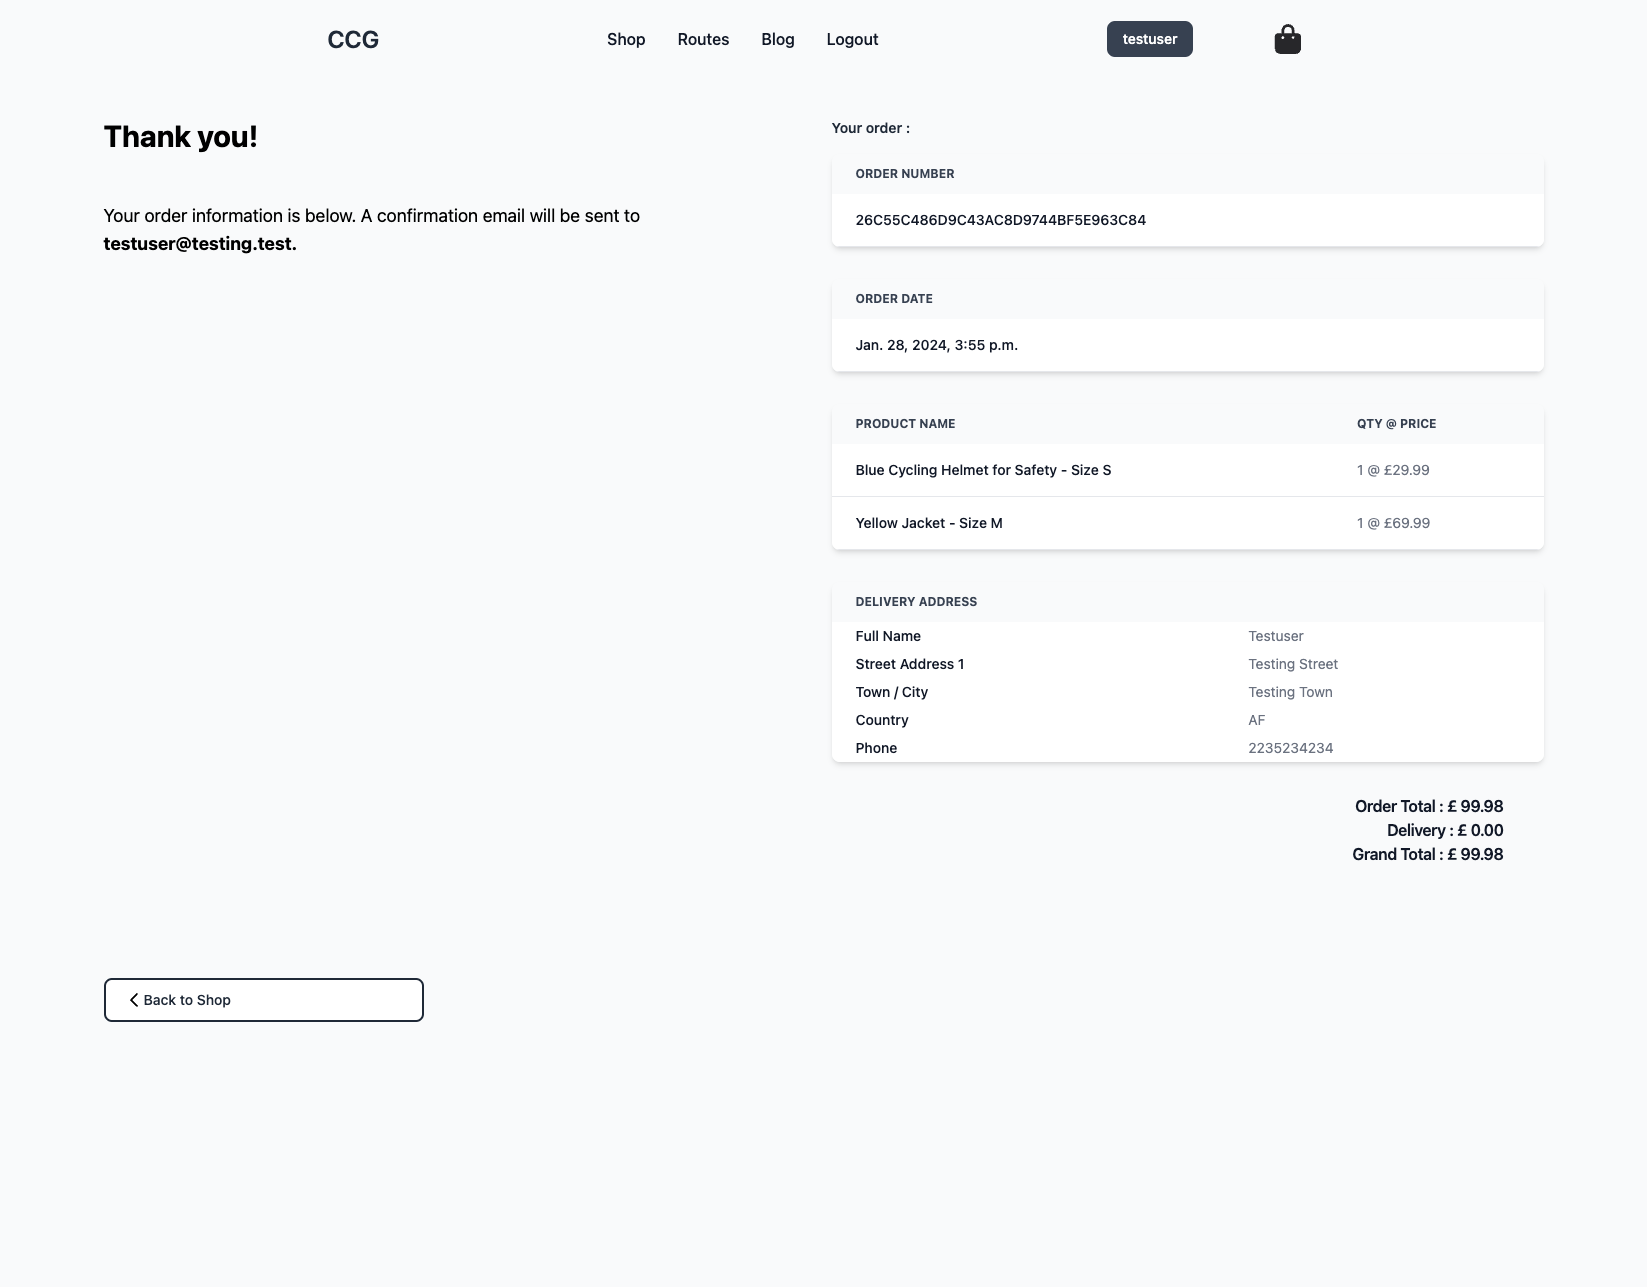 CCG
Shop Routes Blog Logout
testuser
Thank you!
Your order information is below. A confirmation email will be sent to
testuser@testing.test.
Your order :
ORDER NUMBER
26C55C486D9C43AC8D9744BF5E963C84
ORDER DATE
Jan. 28, 2024, 3:55 p.m.
PRODUCT NAME QTY @ PRICE
Blue Cycling Helmet for Safety - Size S 1 @ £29.99
Yellow Jacket - Size M 1 @ £69.99
DELIVERY ADDRESS
Full Name Testuser
Street Address 1 Testing Street
Town / City Testing Town
Country AF
Phone 2235234234
Order Total : £ 99.98
Delivery : £ 0.00
Grand Total : £ 99.98
Back to Shop